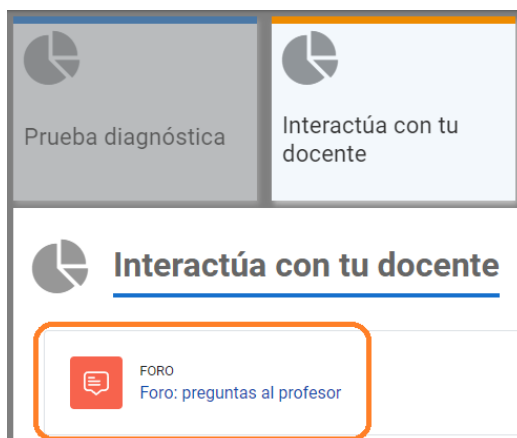 Prueba diagnóstica
Interactúa con tu
docente
Interactúa con tu docente
FORO
Foro: preguntas al profesor